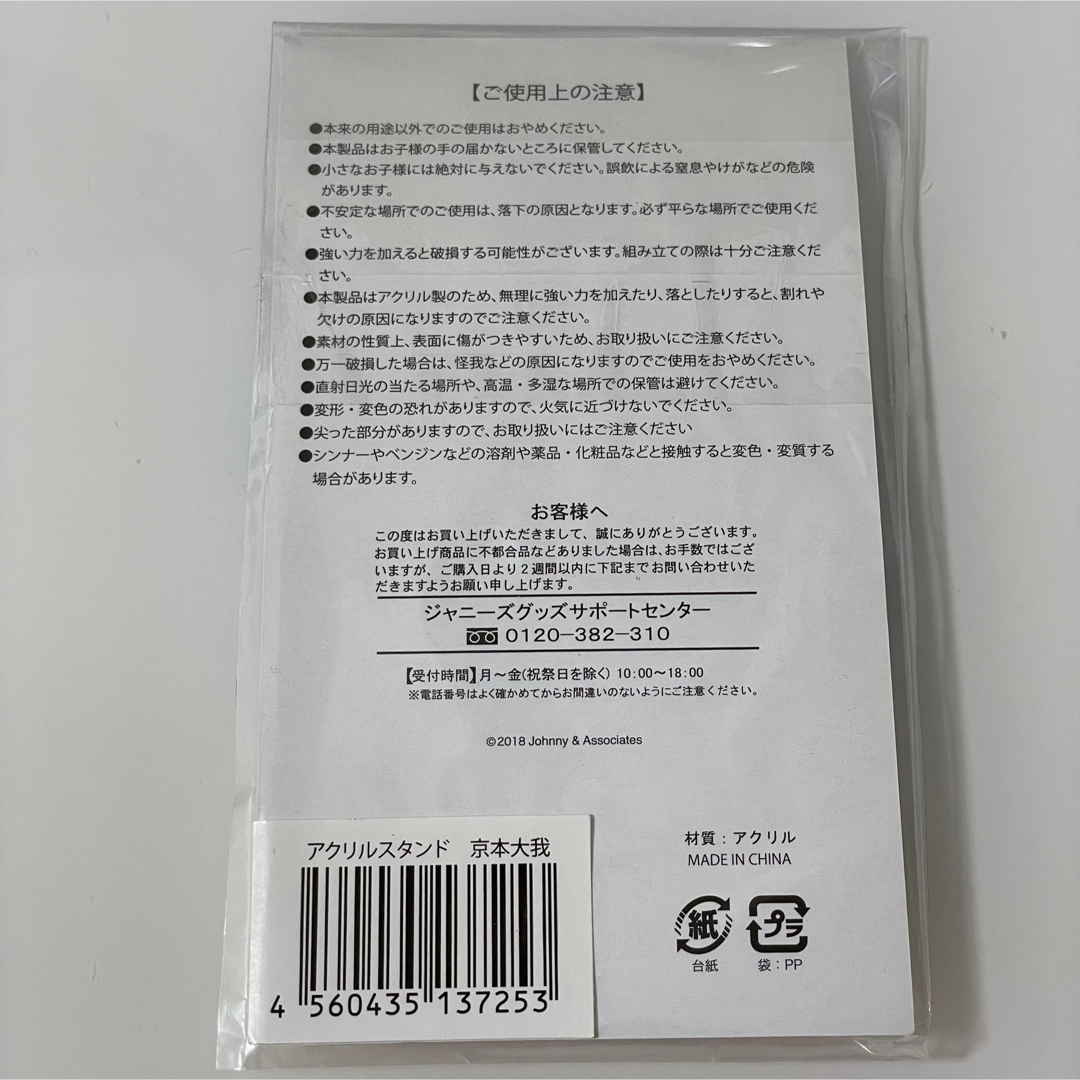 【ご使用上の注意】
●本来の用途以外でのご使用はおやめください。
●本製品はお子様の手の届かないところに保管してください。
●小さなお子様には絶対に与えないでください。誤飲による窒息やけがなどの危険
があります。
●不安定な場所でのご使用は、落下の原因となります。必ず平らな場所でご使用くだ
さい。
●強い力を加えると破損する可能性がございます。組み立ての際は十分ご注意くだ
さい。
●本製品はアクリル製のため、無理に強い力を加えたり、落としたりすると、割れや
欠けの原因になりますのでご注意ください。
●素材の性質上、表面に傷がつきやすいため、お取り扱いにご注意ください。
●万一破損した場合は、怪我などの原因になりますのでご使用をおやめください。
●直射日光の当たる場所や、高温・多湿な場所での保管は避けてください。
●変形・変色の恐れがありますので、火気に近づけないでください。
●尖った部分がありますので、お取り扱いにはご注意ください
●シンナーやベンジンなどの溶剤や薬品・化粧品などと接触すると変色・変質する
場合があります。
お客様へ
この度はお買い上げいただきまして、誠にありがとうございます。
お買い上げ商品に不都合品などありました場合は、お手数ではござ
いますが、ご購入日より2週間以内に下記までお問い合わせいた
だきますようお願い申し上げます。
ジャニーズグッズサポートセンター
0120-382-310
【受付時間】月～金(祝祭日を除く) 10:00～18:00
※電話番号はよく確かめてからお間違いのないようにご注意ください。
©2018 Johnny & Associates
アクリルスタンド 京本大我
4 560435 137253
材質:アクリル
MADE IN CHINA
紙
台紙
プラ
袋:PP